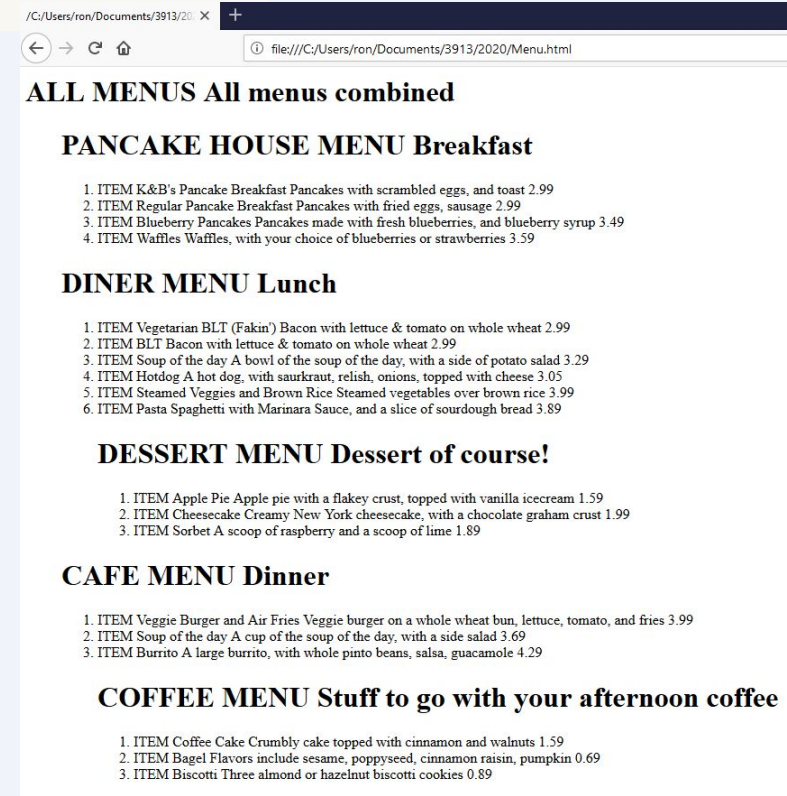 /C:/Users/ron/Documents/3913/20
file:///C:/Users/ron/Documents/3913/2020/Menu.html
ALL MENUS All menus combined
PANCAKE HOUSE MENU Breakfast
1. ITEM K&B's Pancake Breakfast Pancakes with scrambled eggs, and toast 2.99
2. ITEM Regular Pancake Breakfast Pancakes with fried eggs, sausage 2.99
3. ITEM Blueberry Pancakes Pancakes made with fresh blueberries, and blueberry syrup 3.49
4. ITEM Waffles Waffles, with your choice of blueberries or strawberries 3.59
DINER MENU Lunch
1. ITEM Vegetarian BLT (Fakin') Bacon with lettuce & tomato on whole wheat 2.99
2. ITEM BLT Bacon with lettuce & tomato on whole wheat 2.99
3. ITEM Soup of the day A bowl of the soup of the day, with a side of potato salad 3.29
4. ITEM Hotdog A hot dog, with saurkraut, relish, onions, topped with cheese 3.05
5. ITEM Steamed Veggies and Brown Rice Steamed vegetables over brown rice 3.99
6. ITEM Pasta Spaghetti with Marinara Sauce, and a slice of sourdough bread 3.89
DESSERT MENU Dessert of course!
1. ITEM Apple Pie Apple pie with a flakey crust, topped with vanilla icecream 1.59
2. ITEM Cheesecake Creamy New York cheesecake, with a chocolate graham crust 1.99
3. ITEM Sorbet A scoop of raspberry and a scoop of lime 1.89
CAFE MENU Dinner
1. ITEM Veggie Burger and Air Fries Veggie burger on a whole wheat bun, lettuce, tomato, and fries 3.99
2. ITEM Soup of the day A cup of the soup of the day, with a side salad 3.69
3. ITEM Burrito A large burrito, with whole pinto beans, salsa, guacamole 4.29
COFFEE MENU Stuff to go with your afternoon coffee
1. ITEM Coffee Cake Crumbly cake topped with cinnamon and walnuts 1.59
2. ITEM Bagel Flavors include sesame, poppyseed, cinnamon raisin, pumpkin 0.69
3. ITEM Biscotti Three almond or hazelnut biscotti cookies 0.89